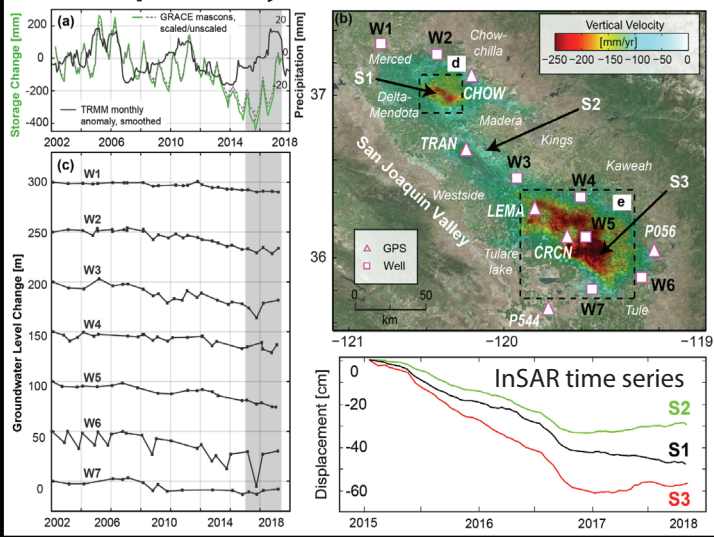 (a)
GRACE mascons,
scaled/unscaled
Storage Change [mm]
200
0
-200
-400
20
0
-20
Precipitation [mm]
TRMM monthly
anomaly, smoothed
2002 2006 2010 2014 2018
(c)
Groundwater Level Change [m]
300
250
200
150
100
50
0
W1
W2
W3
W4
W5
W6
W7
2002 2006 2010 2014 2018
(b)
Vertical Velocity
[mm/yr]
−250 −200 −150 −100 −50 0
W1
W2
Chow-
chilla
Merced
d
S1
CHOW
37
Delta-
Mendota
S2
Madera
TRAN
Kings
San Joaquin Valley
W3
Kaweah
Westside
W4
S3
e
LEMA
W5
P056
CRCN
36
GPS
Well
Tulare
lake
W6
W7
Tule
P544
0 50
km
−121 −120 −119
InSAR time series
Displacement [cm]
0
-20
-40
-60
S2
S1
S3
2015 2016 2017 2018